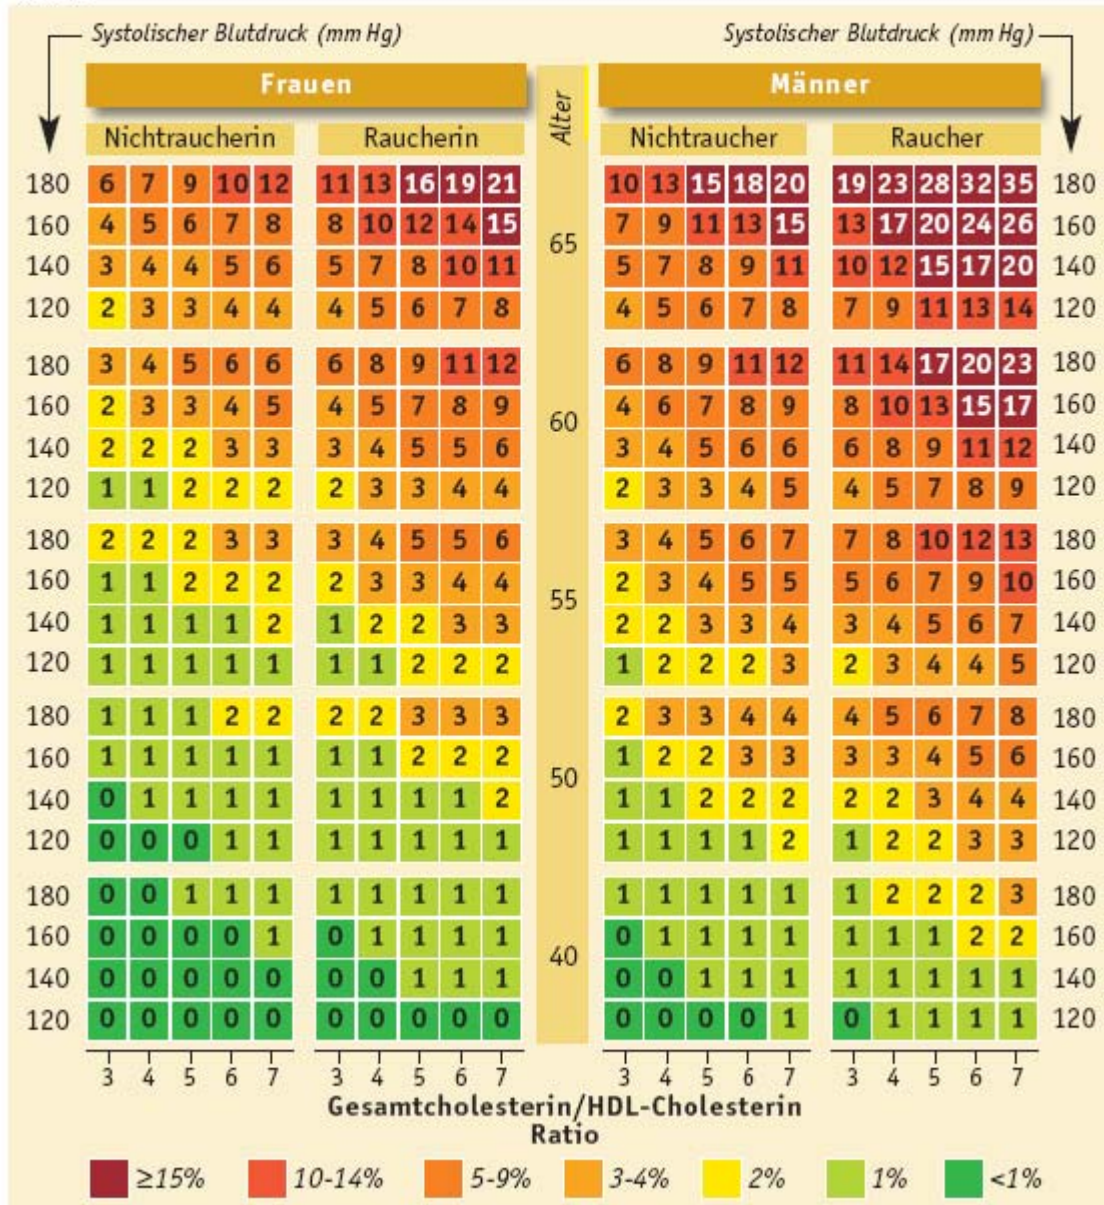 Systolischer Blutdruck (mm Hg) Systolischer Blutdruck (mm Hg)
Frauen Alter Männer
Nichtraucherin Raucherin Nichtraucher Raucher
180 6 7 9 10 12 11 13 16 19 21 10 13 15 18 20 19 23 28 32 35 180
160 4 5 6 7 8 8 10 12 14 15 7 9 11 13 15 13 17 20 24 26 160
65
140 3 4 4 5 6 5 7 8 10 11 5 7 8 9 11 10 12 15 17 20 140
120 2 3 3 4 4 4 5 6 7 8 4 5 6 7 8 7 9 11 13 14 120
180 3 4 5 6 6 6 8 9 11 12 6 8 9 11 12 11 14 17 20 23 180
160 2 3 3 4 5 4 5 7 8 9 4 6 7 8 9 8 10 13 15 17 160
60
140 2 2 2 3 3 3 4 5 5 6 3 4 5 6 6 6 8 9 11 12 140
120 1 1 2 2 2 2 3 3 4 4 2 3 3 4 5 4 5 7 8 9 120
180 2 2 2 3 3 3 4 5 5 6 3 4 5 6 7 7 8 10 12 13 180
160 1 1 2 2 2 2 3 3 4 4 2 3 4 5 5 5 6 7 9 10 160
55
140 1 1 1 1 2 1 2 2 3 3 2 2 3 3 4 3 4 5 6 7 140
120 1 1 1 1 1 1 1 2 2 2 1 2 2 2 3 2 3 4 4 5 120
180 1 1 1 2 2 2 2 3 3 3 2 3 3 4 4 4 5 6 7 8 180
160 1 1 1 1 1 1 1 2 2 2 1 2 2 3 3 3 3 4 5 6 160
50
140 0 1 1 1 1 1 1 1 1 2 1 1 2 2 2 2 2 3 4 4 140
120 0 0 0 1 1 1 1 1 1 1 1 1 1 1 2 1 2 2 3 3 120
180 0 0 1 1 1 1 1 1 1 1 1 1 1 1 1 1 2 2 2 3 180
160 0 0 0 0 1 0 1 1 1 1 0 1 1 1 1 1 1 1 2 2 160
40
140 0 0 0 0 0 0 0 1 1 1 0 0 1 1 1 1 1 1 1 1 140
120 0 0 0 0 0 0 0 0 0 0 0 0 0 0 1 0 1 1 1 1 120
3 4 5 6 7 3 4 5 6 7 3 4 5 6 7 3 4 5 6 7
Gesamtcholesterin/HDL-Cholesterin
Ratio
≥15% 10-14% 5-9% 3-4% 2% 1% <1%